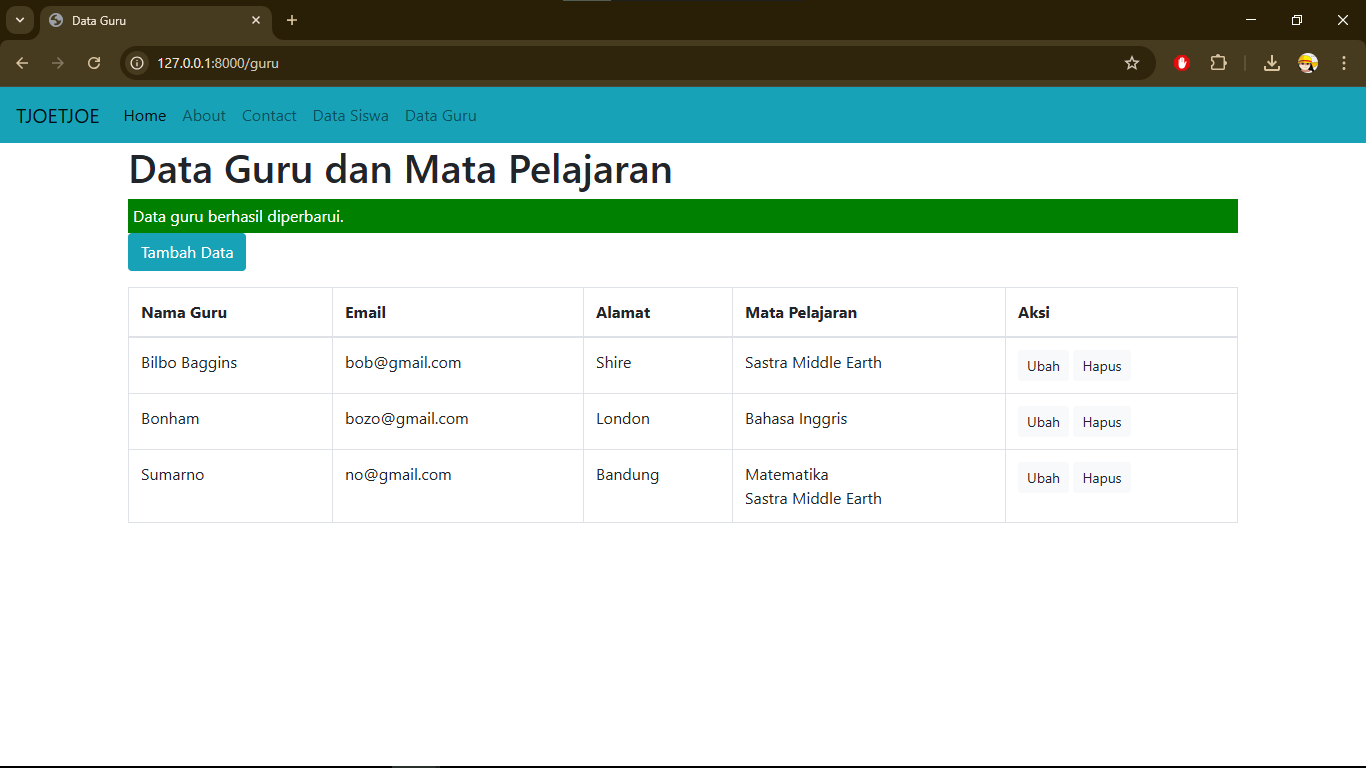 Data Guru
127.0.0.1:8000/guru
TJOETJOE Home About Contact Data Siswa Data Guru
Data Guru dan Mata Pelajaran
Data guru berhasil diperbarui.
Tambah Data
Nama Guru Email Alamat Mata Pelajaran Aksi
Bilbo Baggins bob@gmail.com Shire Sastra Middle Earth Ubah Hapus
Bonham bozo@gmail.com London Bahasa Inggris Ubah Hapus
Sumarno no@gmail.com Bandung Matematika Ubah Hapus
Sastra Middle Earth